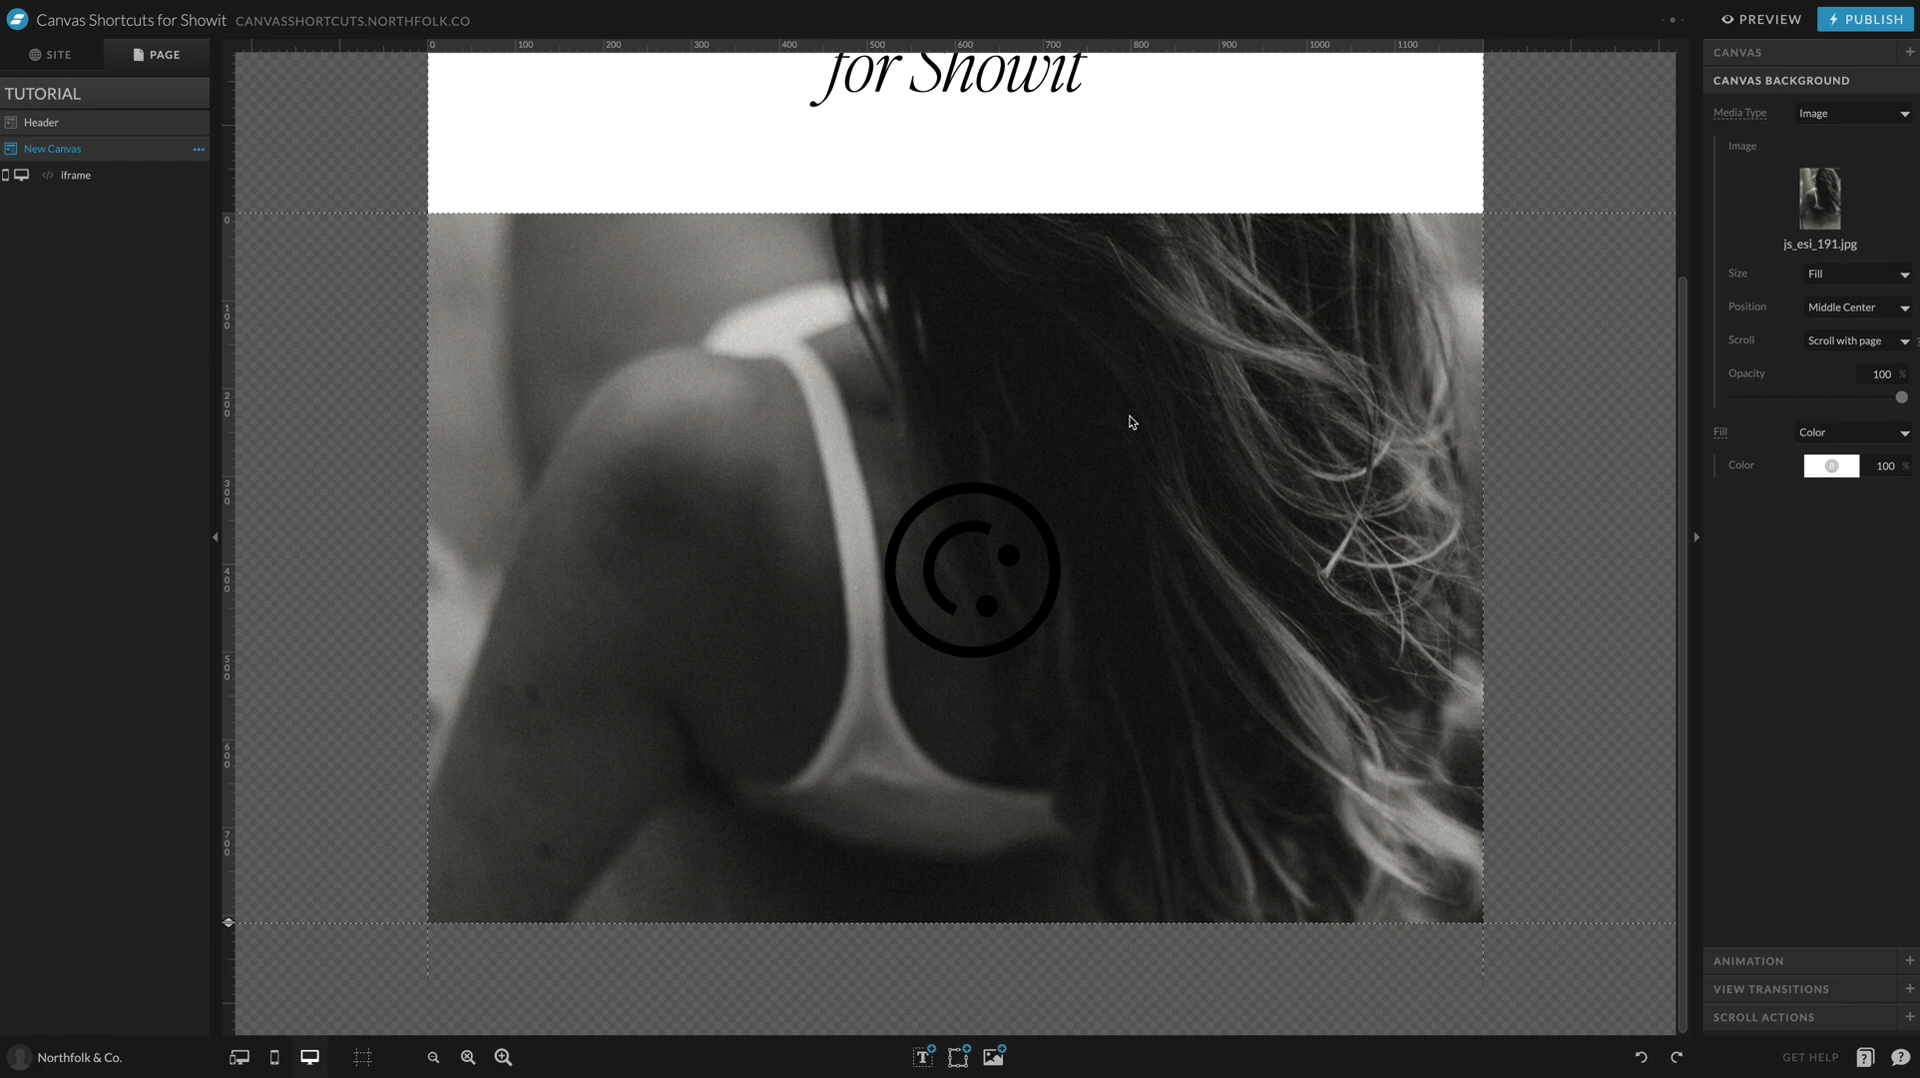 Canvas Shortcuts for Showit CANVASSHORTCUTS.NORTHFOLK.CO
PREVIEW PUBLISH
SITE PAGE
TUTORIAL
Header
New Canvas
</> iframe
0 100 200 300 400 500 600 700 800 900 1000 1100
for Showit
0
100
200
300
400
500
600
700
CANVAS
CANVAS BACKGROUND
Media Type Image
Image
js_esi_191.jpg
Size Fill
Position Middle Center
Scroll Scroll with page
Opacity 100 %
Fill Color
Color 8 100 %
ANIMATION
VIEW TRANSITIONS
SCROLL ACTIONS
Northfolk & Co.
T
GET HELP ? ?